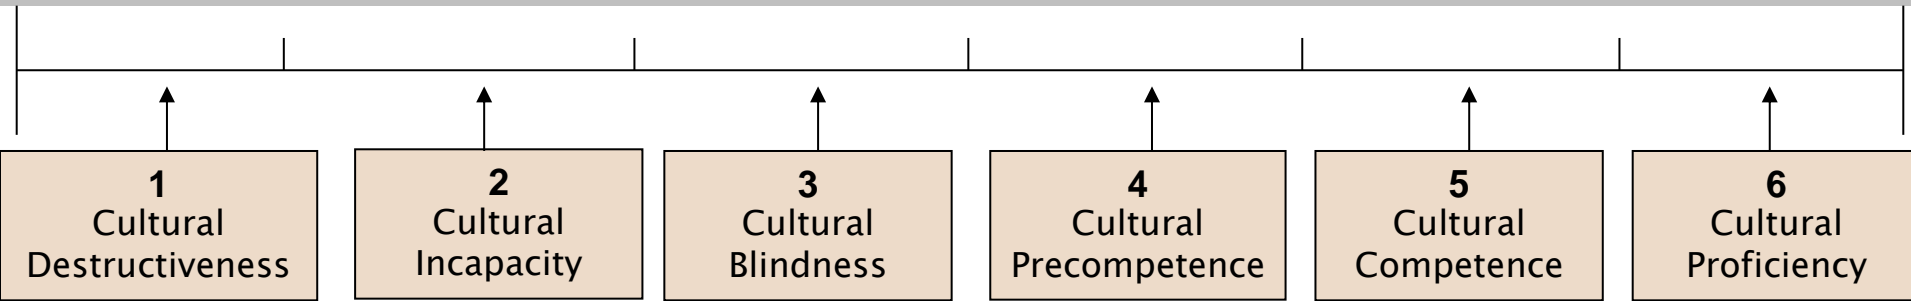 1
Cultural
Destructiveness
2
Cultural
Incapacity
3
Cultural
Blindness
4
Cultural
Precompetence
5
Cultural
Competence
6
Cultural
Proficiency